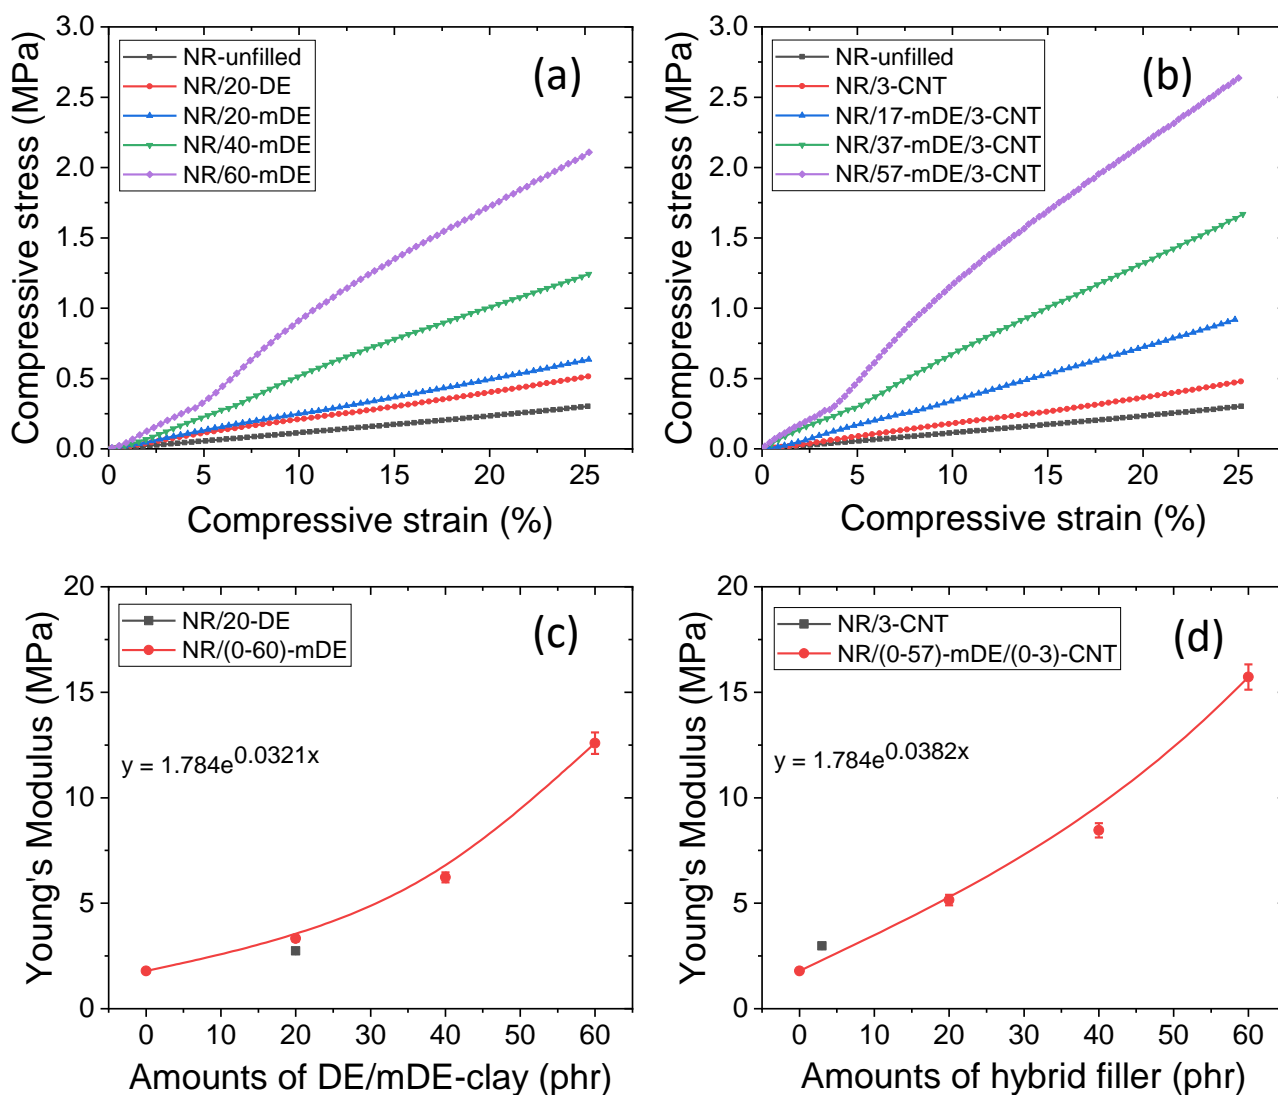 3.0
2.5
2.0
1.5
1.0
0.5
0.0
Compressive stress (MPa)
NR-unfilled
NR/20-DE
NR/20-mDE
NR/40-mDE
NR/60-mDE
(a)
0 5 10 15 20 25
Compressive strain (%)
3.0
2.5
2.0
1.5
1.0
0.5
0.0
Compressive stress (MPa)
NR-unfilled
NR/3-CNT
NR/17-mDE/3-CNT
NR/37-mDE/3-CNT
NR/57-mDE/3-CNT
(b)
0 5 10 15 20 25
Compressive strain (%)
20
15
10
5
0
Young's Modulus (MPa)
NR/20-DE
NR/(0-60)-mDE
(c)
y = 1.784e^0.0321x
0 10 20 30 40 50 60
Amounts of DE/mDE-clay (phr)
20
15
10
5
0
Young's Modulus (MPa)
NR/3-CNT
NR/(0-57)-mDE/(0-3)-CNT
(d)
y = 1.784e^0.0382x
0 10 20 30 40 50 60
Amounts of hybrid filler (phr)